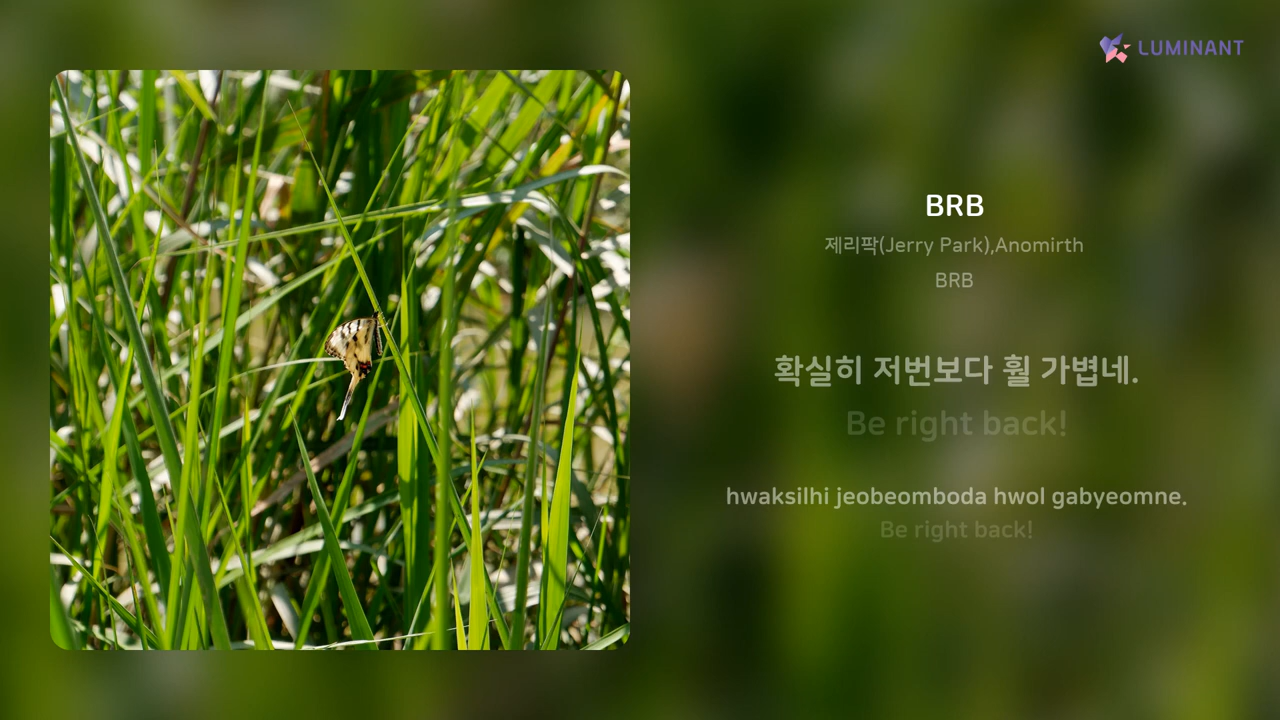 LUMINANT
BRB
제리팍(Jerry Park),Anomirth
BRB
확실히 저번보다 훨 가볍네.
Be right back!
hwaksilhi jeobeomboda hwol gabyeomne.
Be right back!